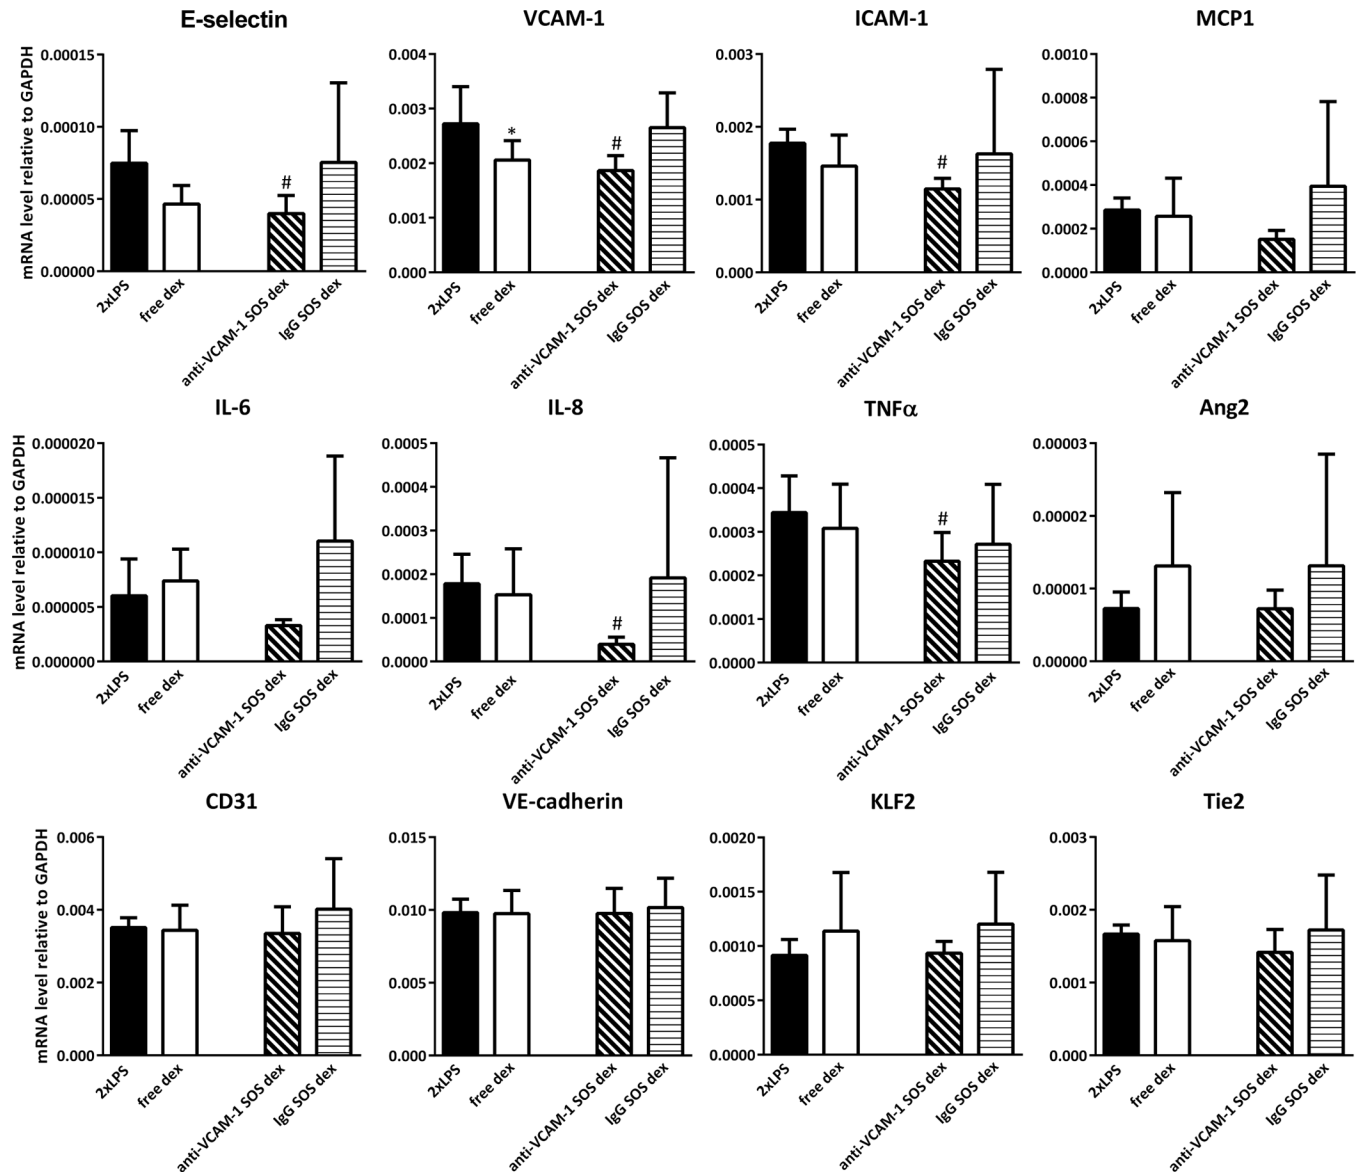 E-selectin
VCAM-1
ICAM-1
MCP1
mRNA level relative to GAPDH
0.00015
0.00010
0.00005
0.00000
#
2xLPS
free dex
anti-VCAM-1 SOS dex
IgG SOS dex
0.004
0.003
0.002
0.001
0.000
*
#
2xLPS
free dex
anti-VCAM-1 SOS dex
IgG SOS dex
0.003
0.002
0.001
0.000
#
2xLPS
free dex
anti-VCAM-1 SOS dex
IgG SOS dex
0.0010
0.0008
0.0006
0.0004
0.0002
0.0000
2xLPS
free dex
anti-VCAM-1 SOS dex
IgG SOS dex
IL-6
IL-8
TNFα
Ang2
mRNA level relative to GAPDH
0.000020
0.000015
0.000010
0.000005
0.000000
2xLPS
free dex
anti-VCAM-1 SOS dex
IgG SOS dex
0.0005
0.0004
0.0003
0.0002
0.0001
0.0000
#
2xLPS
free dex
anti-VCAM-1 SOS dex
IgG SOS dex
0.0005
0.0004
0.0003
0.0002
0.0001
0.0000
#
2xLPS
free dex
anti-VCAM-1 SOS dex
IgG SOS dex
0.00003
0.00002
0.00001
0.00000
2xLPS
free dex
anti-VCAM-1 SOS dex
IgG SOS dex
CD31
VE-cadherin
KLF2
Tie2
mRNA level relative to GAPDH
0.006
0.004
0.002
0.000
2xLPS
free dex
anti-VCAM-1 SOS dex
IgG SOS dex
0.015
0.010
0.005
0.000
2xLPS
free dex
anti-VCAM-1 SOS dex
IgG SOS dex
0.0020
0.0015
0.0010
0.0005
0.0000
2xLPS
free dex
anti-VCAM-1 SOS dex
IgG SOS dex
0.003
0.002
0.001
0.000
2xLPS
free dex
anti-VCAM-1 SOS dex
IgG SOS dex